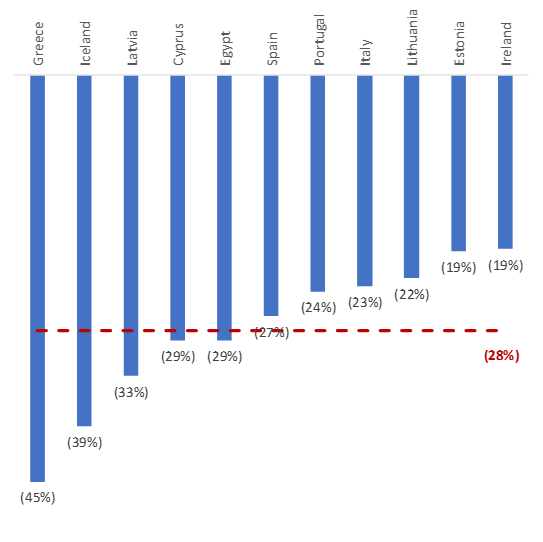 Greece
Iceland
Latvia
Cyprus
Egypt
Spain
Portugal
Italy
Lithuania
Estonia
Ireland
(19%)
(19%)
(22%)
(23%)
(24%)
(27%)
(28%)
(29%)
(29%)
(33%)
(39%)
(45%)